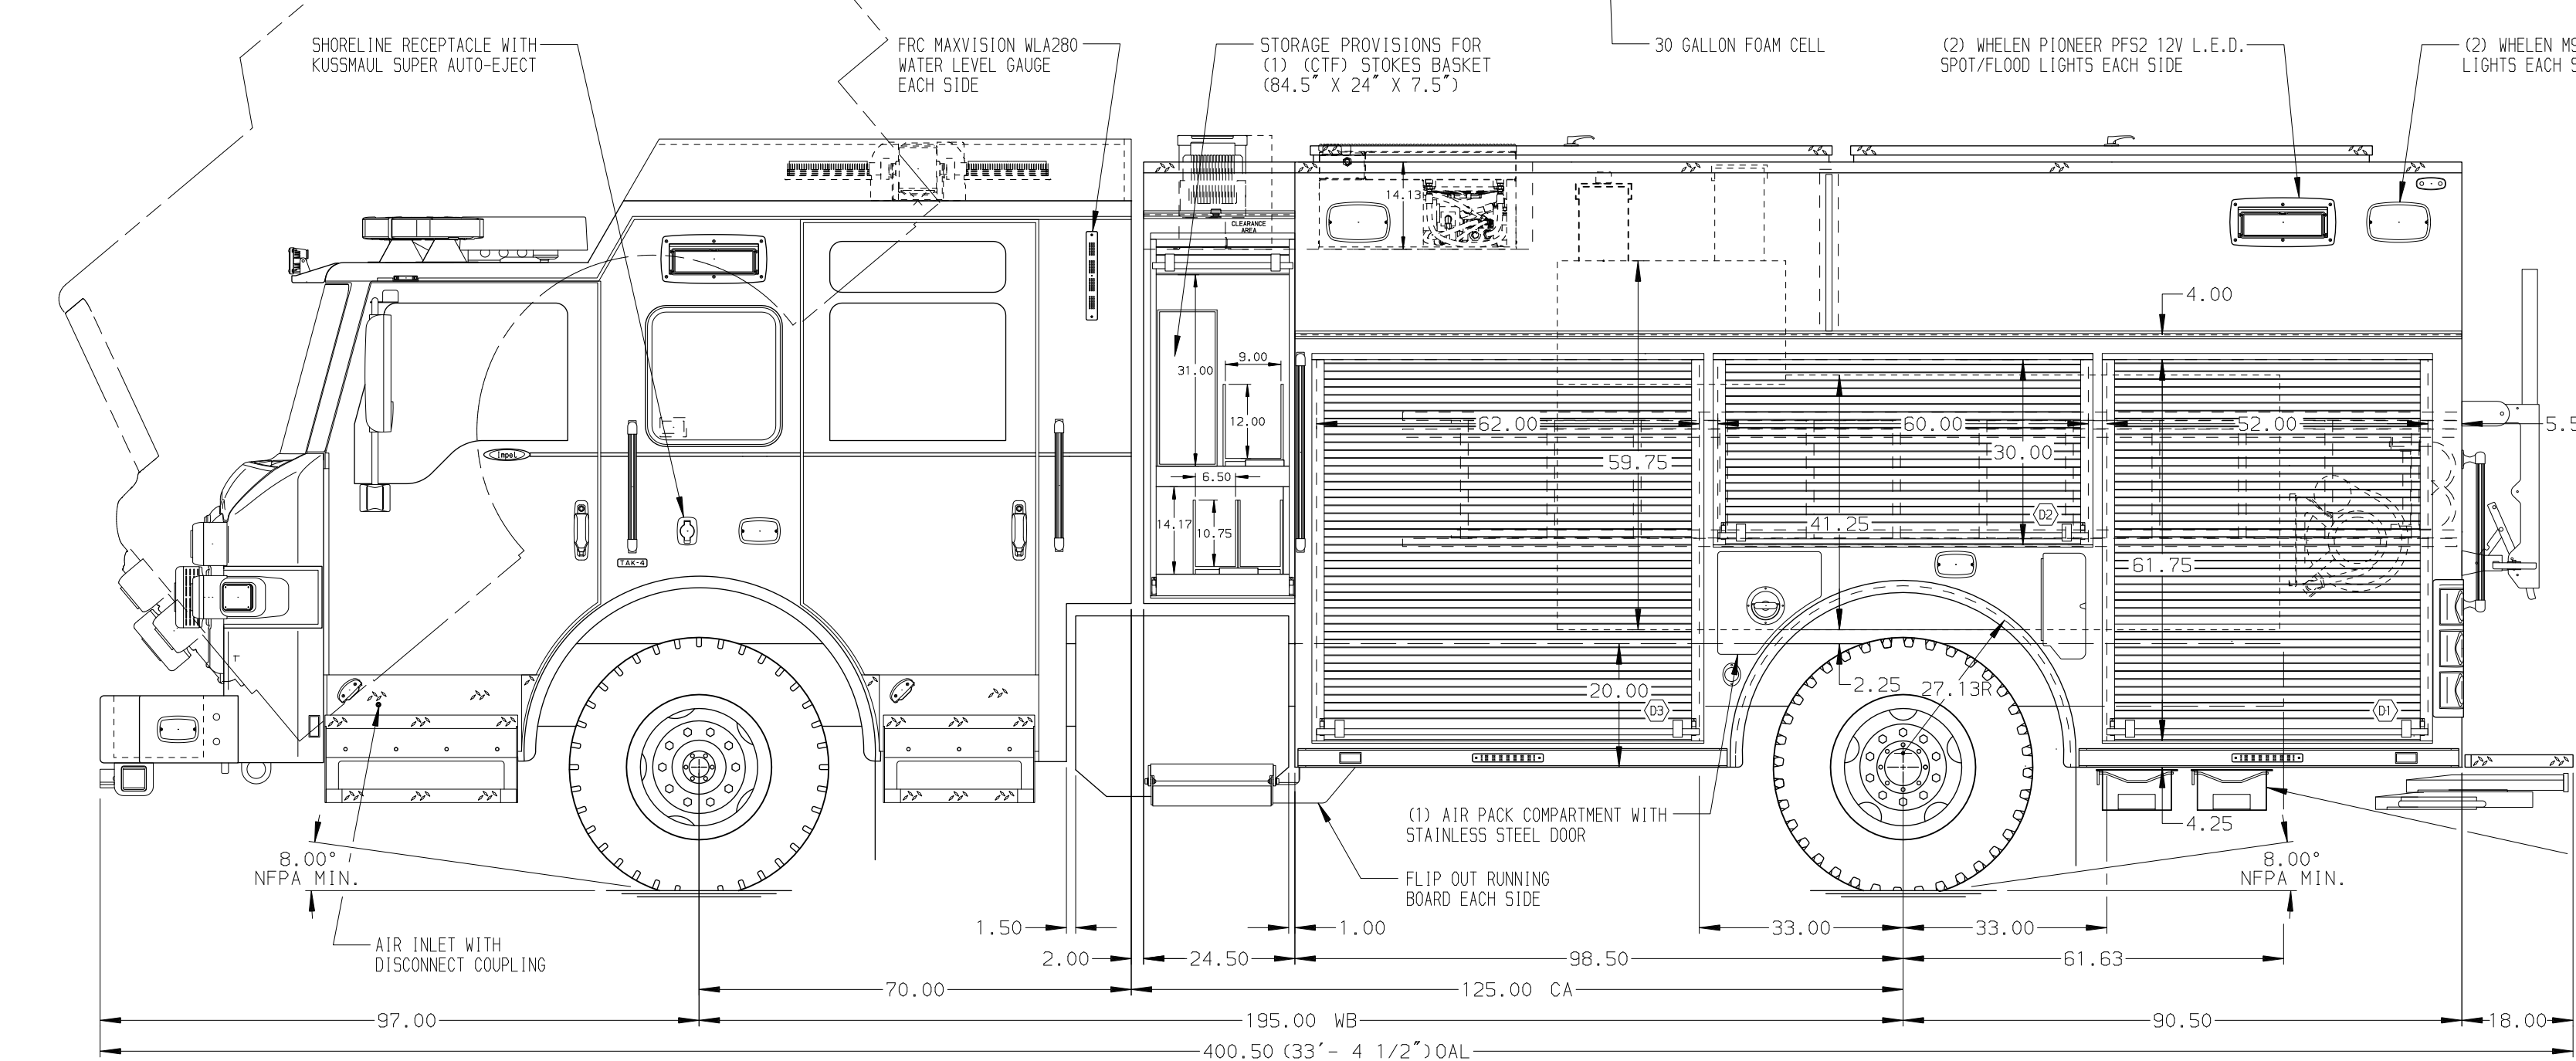 SHORELINE RECEPTACLE WITH
KUSSMAUL SUPER AUTO-EJECT
FRC MAXVISION WLA280
WATER LEVEL GAUGE
EACH SIDE
STORAGE PROVISIONS FOR
(1) (CTF) STOKES BASKET
(84.5" X 24" X 7.5")
30 GALLON FOAM CELL
(2) WHELEN PIONEER PFS2 12V L.E.D.
SPOT/FLOOD LIGHTS EACH SIDE
(2) WHELEN
LIGHTS EACH
14.13
CLEARANCE
AREA
4.00
9.00
31.00
12.00
62.00
60.00
52.00
30.00
59.75
Impel
6.50
14.17
10.75
41.25
D2
TAK-4
61.75
20.00
2.25
27.13R
D3
D1
(1) AIR PACK COMPARTMENT WITH
STAINLESS STEEL DOOR
4.25
8.00°
NFPA MIN.
8.00°
NFPA MIN.
FLIP OUT RUNNING
BOARD EACH SIDE
AIR INLET WITH
DISCONNECT COUPLING
1.50
1.00
33.00
33.00
2.00
24.50
98.50
61.63
70.00
125.00 CA
97.00
195.00 WB
90.50
18.00
400.50 (33'- 4 1/2") OAL